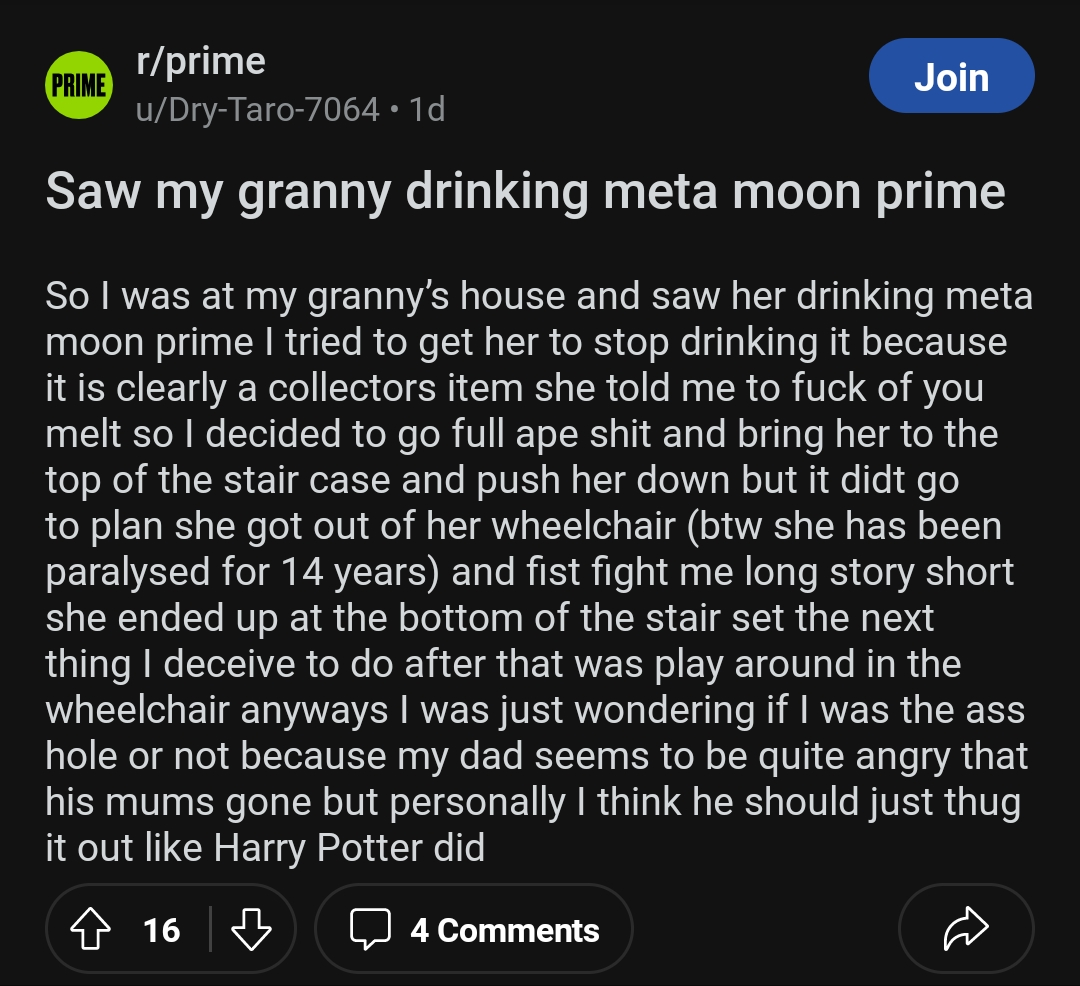 PRIME
r/prime
u/Dry-Taro-7064 • 1d
Join
Saw my granny drinking meta moon prime
So I was at my granny’s house and saw her drinking meta
moon prime I tried to get her to stop drinking it because
it is clearly a collectors item she told me to fuck of you
melt so I decided to go full ape shit and bring her to the
top of the stair case and push her down but it didt go
to plan she got out of her wheelchair (btw she has been
paralysed for 14 years) and fist fight me long story short
she ended up at the bottom of the stair set the next
thing I deceive to do after that was play around in the
wheelchair anyways I was just wondering if I was the ass
hole or not because my dad seems to be quite angry that
his mums gone but personally I think he should just thug
it out like Harry Potter did
16
4 Comments